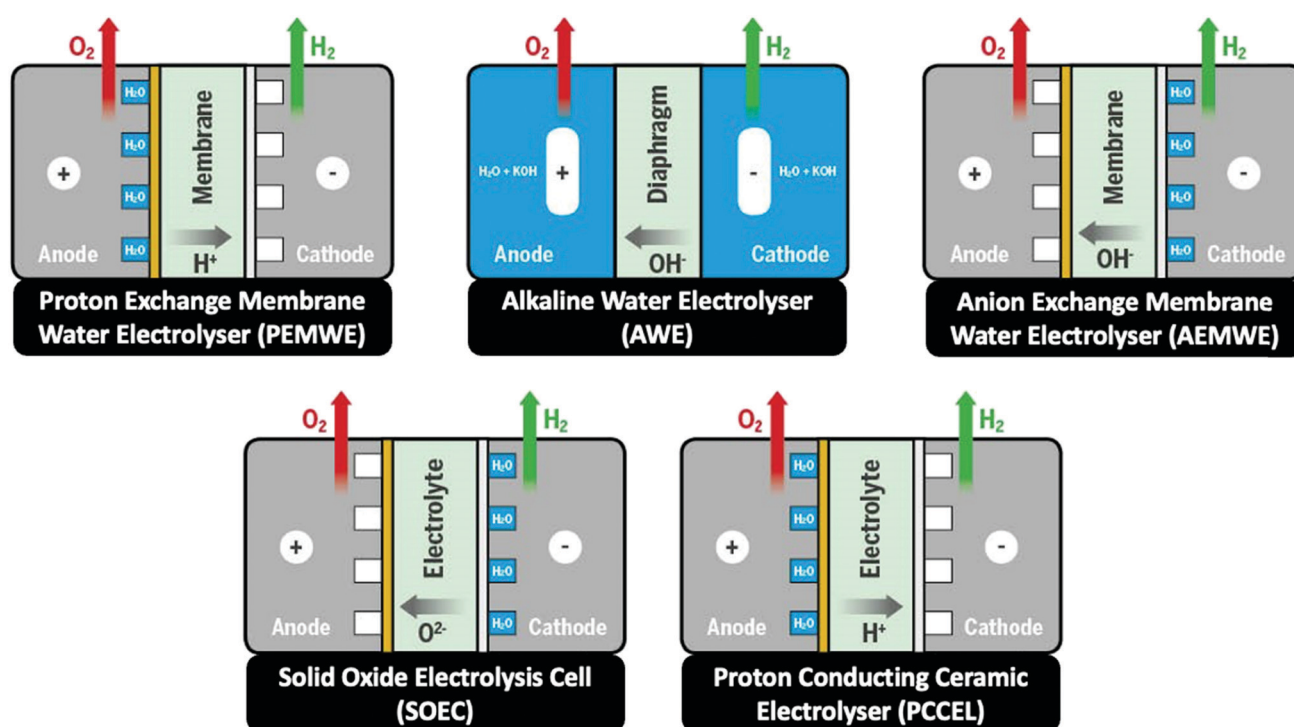 O₂ H₂
H₂O
H₂O
H₂O
H₂O
Membrane
+
-
Anode
Cathode
H⁺
Proton Exchange Membrane
Water Electrolyser (PEMWE)
O₂ H₂
H₂O + KOH
+
Diaphragm
-
H₂O + KOH
Anode
Cathode
OH⁻
Alkaline Water Electrolyser
(AWE)
O₂ H₂
Membrane
H₂O
H₂O
H₂O
H₂O
+
-
Anode
Cathode
OH⁻
Anion Exchange Membrane
Water Electrolyser (AEMWE)
O₂ H₂
Electrolyte
H₂O
H₂O
H₂O
H₂O
+
-
Anode
Cathode
O²⁻
Solid Oxide Electrolysis Cell
(SOEC)
O₂ H₂
H₂O
H₂O
H₂O
H₂O
Electrolyte
+
-
Anode
Cathode
H⁺
Proton Conducting Ceramic
Electrolyser (PCCEL)